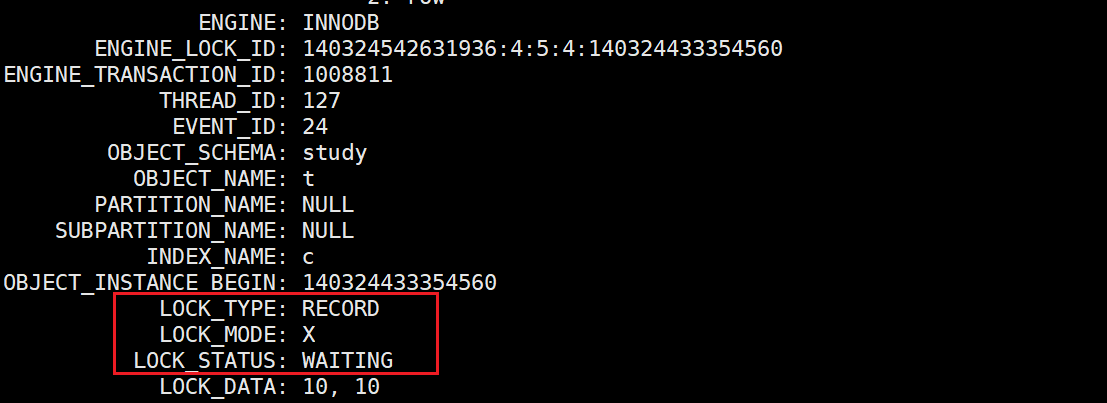 2. row
ENGINE: INNODB
ENGINE_LOCK_ID: 140324542631936:4:5:4:140324433354560
ENGINE_TRANSACTION_ID: 1008811
THREAD_ID: 127
EVENT_ID: 24
OBJECT_SCHEMA: study
OBJECT_NAME: t
PARTITION_NAME: NULL
SUBPARTITION_NAME: NULL
INDEX_NAME: c
OBJECT_INSTANCE_BEGIN: 140324433354560
LOCK_TYPE: RECORD
LOCK_MODE: X
LOCK_STATUS: WAITING
LOCK_DATA: 10, 10